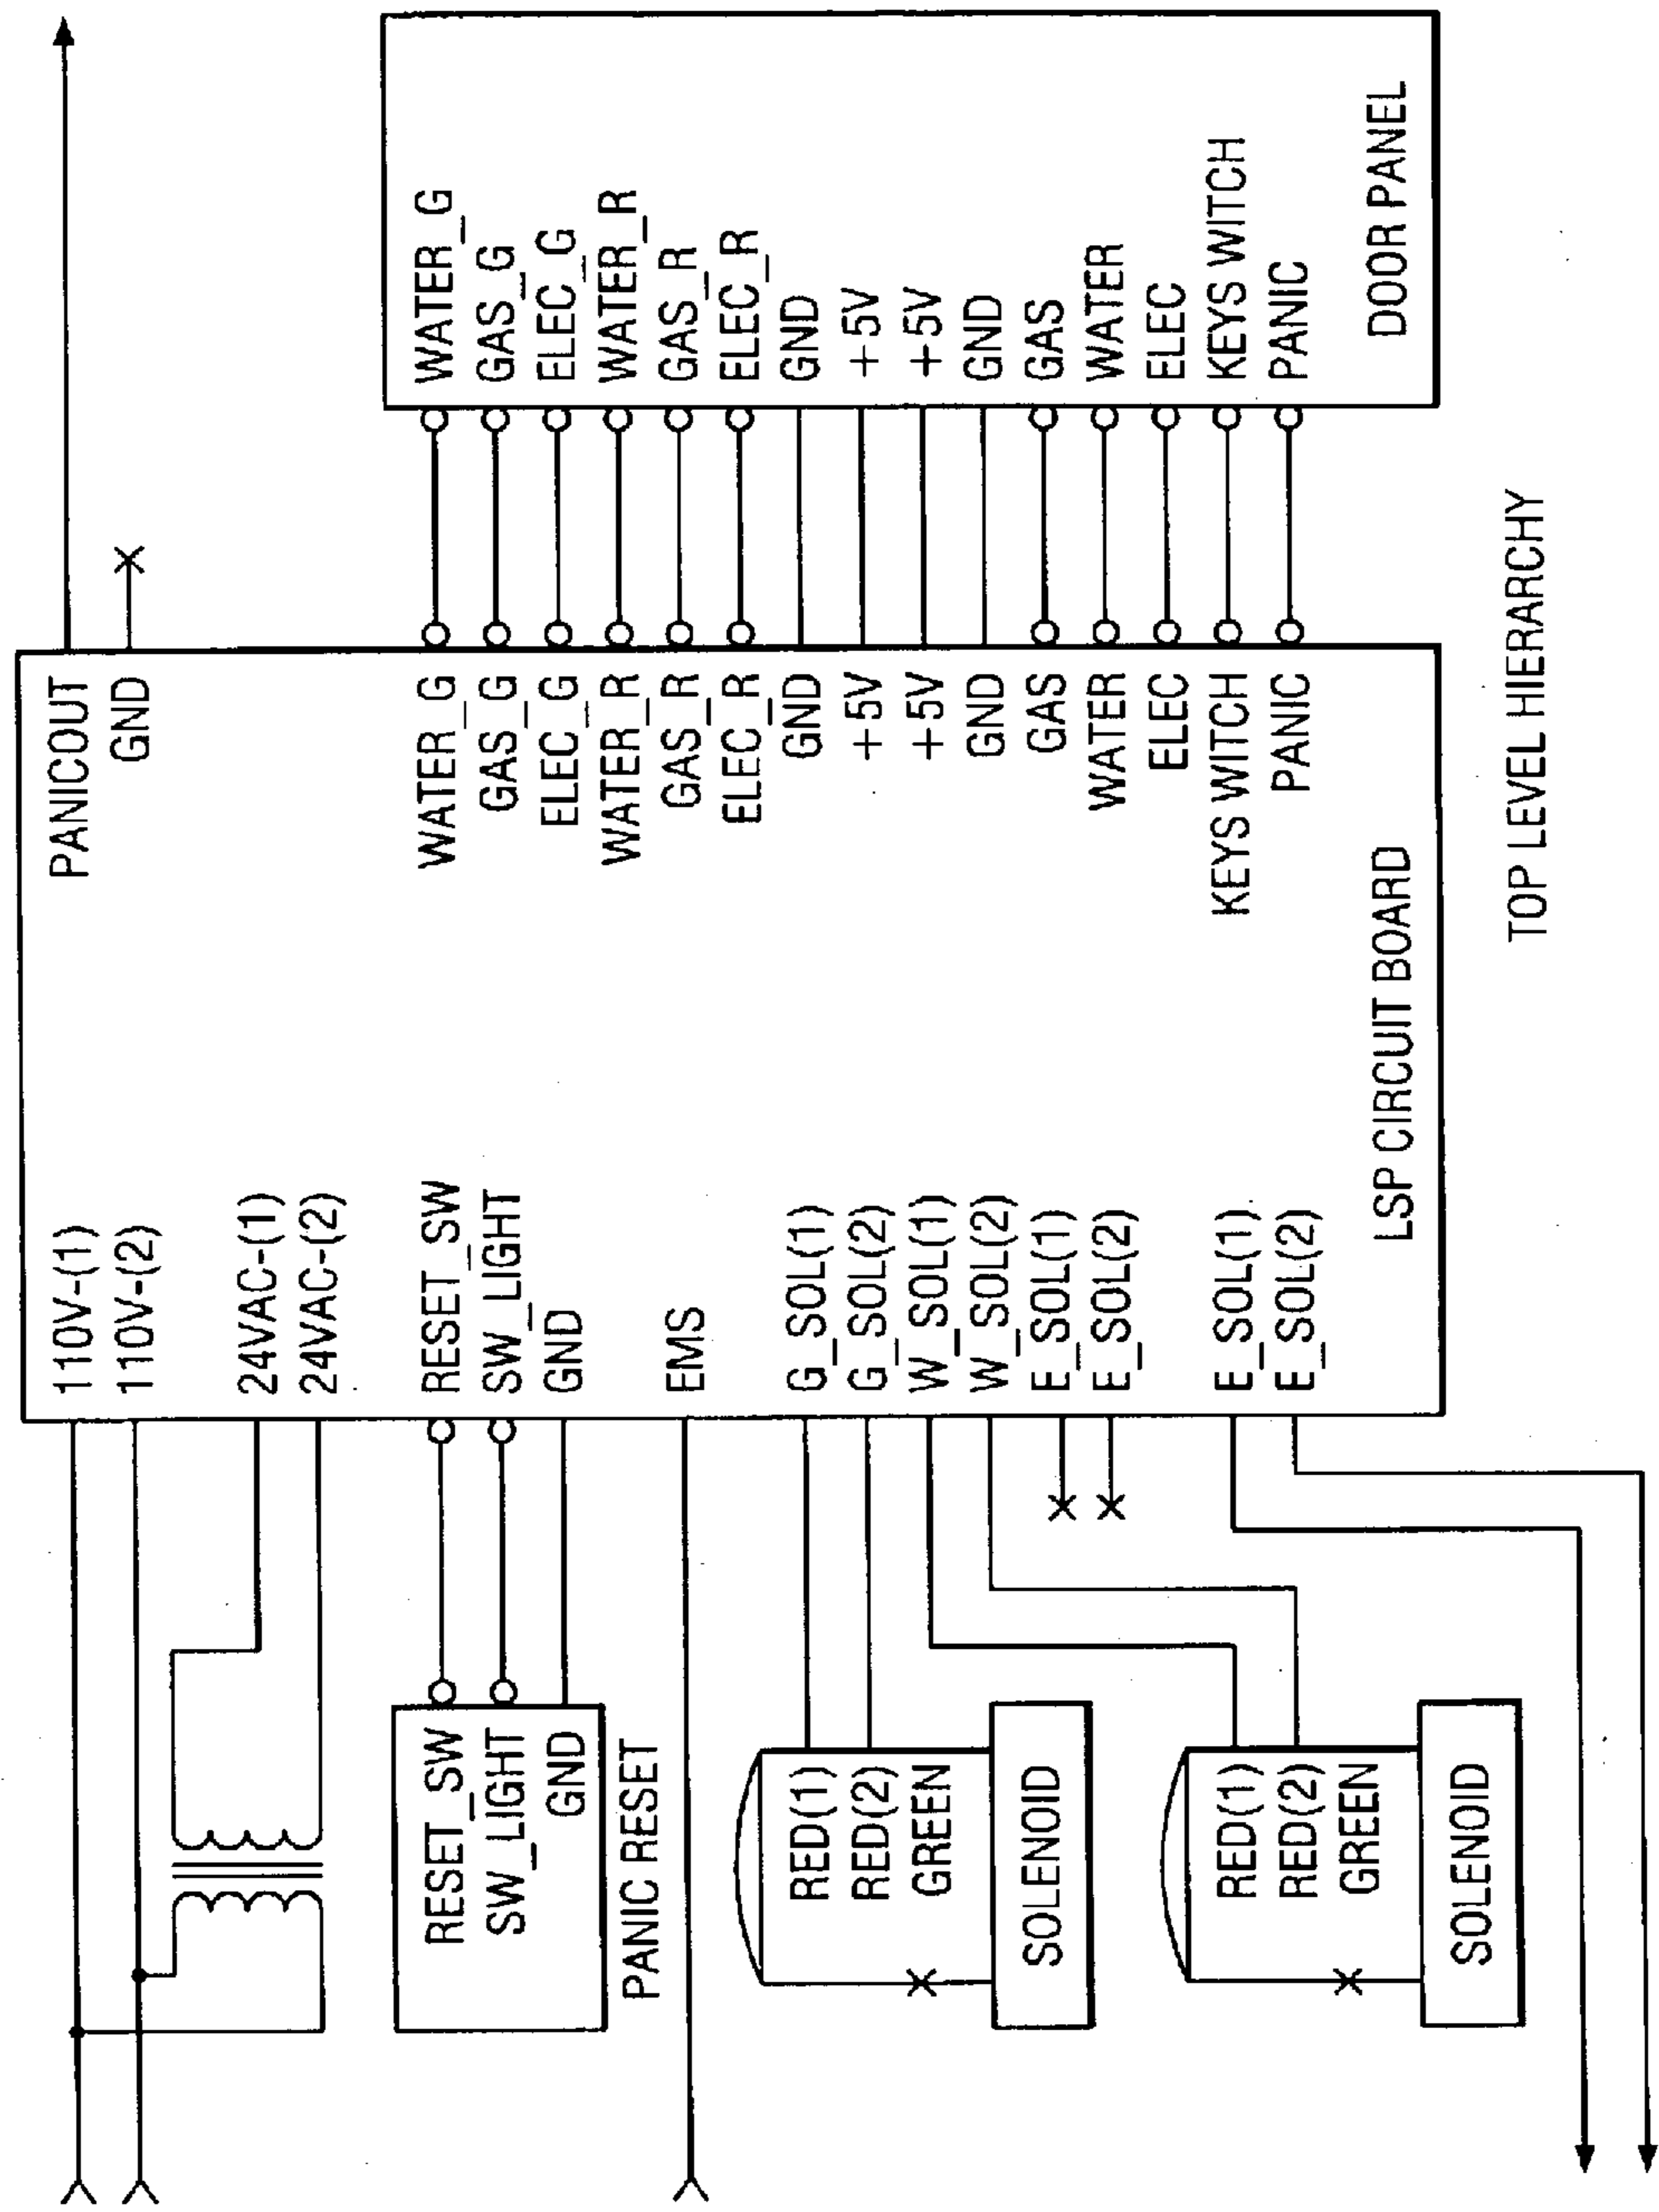 110V-(1)
110V-(2)
24VAC-(1)
24VAC-(2)
RESET_SW
SW_LIGHT
GND
EMS
G_SOL(1)
G_SOL(2)
W_SOL(1)
W_SOL(2)
E_SOL(1)
E_SOL(2)
E_SOL(1)
E_SOL(2)
PANICOUT
GND
WATER_G
GAS_G
ELEC_G
WATER_R
GAS_R
ELEC_R
GND
+5V
+5V
GND
GAS
WATER
ELEC
KEYS WITCH
PANIC
LSP CIRCUIT BOARD
WATER_G
GAS_G
ELEC_G
WATER_R
GAS_R
ELEC_R
GND
+5V
+5V
GND
GAS
WATER
ELEC
KEYS WITCH
PANIC
DOOR PANEL
RESET_SW
SW_LIGHT
GND
PANIC RESET
RED(1)
RED(2)
GREEN
SOLENOID
RED(1)
RED(2)
GREEN
SOLENOID
TOP LEVEL HIERARCHY